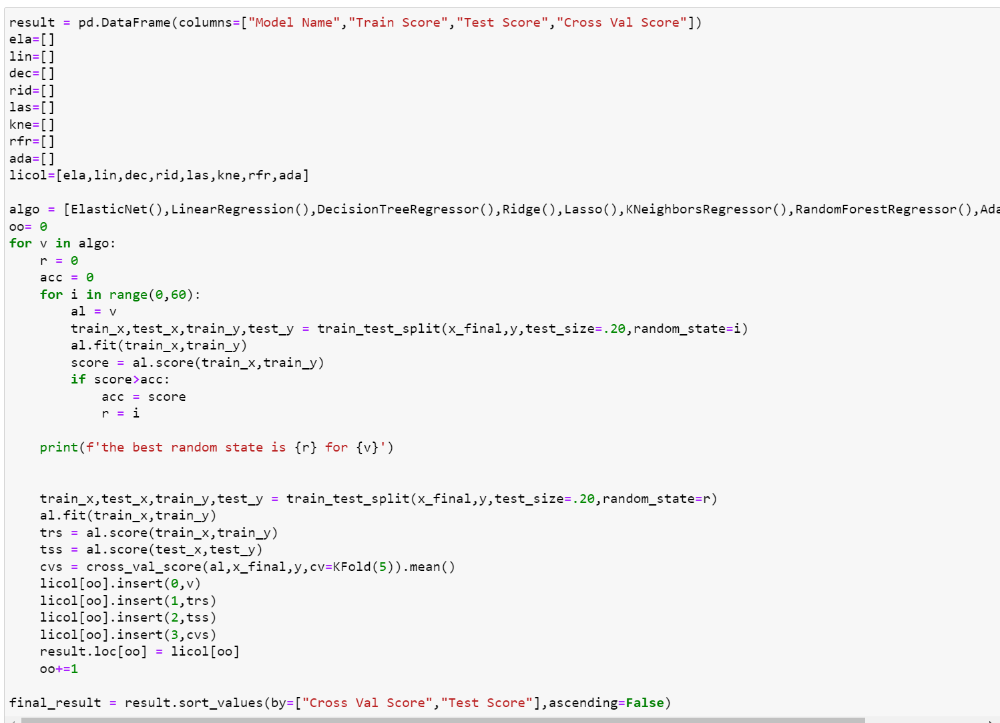 result = pd.DataFrame(columns=["Model Name","Train Score","Test Score","Cross Val Score"])
ela=[]
lin=[]
dec=[]
rid=[]
las=[]
kne=[]
rfr=[]
ada=[]
licol=[ela,lin,dec,rid,las,kne,rfr,ada]

algo = [ElasticNet(),LinearRegression(),DecisionTreeRegressor(),Ridge(),Lasso(),KNeighborsRegressor(),RandomForestRegressor(),Ada
oo= 0
for v in algo:
    r = 0
    acc = 0
    for i in range(0,60):
        al = v
        train_x,test_x,train_y,test_y = train_test_split(x_final,y,test_size=.20,random_state=i)
        al.fit(train_x,train_y)
        score = al.score(train_x,train_y)
        if score>acc:
            acc = score
            r = i

    print(f'the best random state is {r} for {v}')


    train_x,test_x,train_y,test_y = train_test_split(x_final,y,test_size=.20,random_state=r)
    al.fit(train_x,train_y)
    trs = al.score(train_x,train_y)
    tss = al.score(test_x,test_y)
    cvs = cross_val_score(al,x_final,y,cv=KFold(5)).mean()
    licol[oo].insert(0,v)
    licol[oo].insert(1,trs)
    licol[oo].insert(2,tss)
    licol[oo].insert(3,cvs)
    result.loc[oo] = licol[oo]
    oo+=1

final_result = result.sort_values(by=["Cross Val Score","Test Score"],ascending=False)